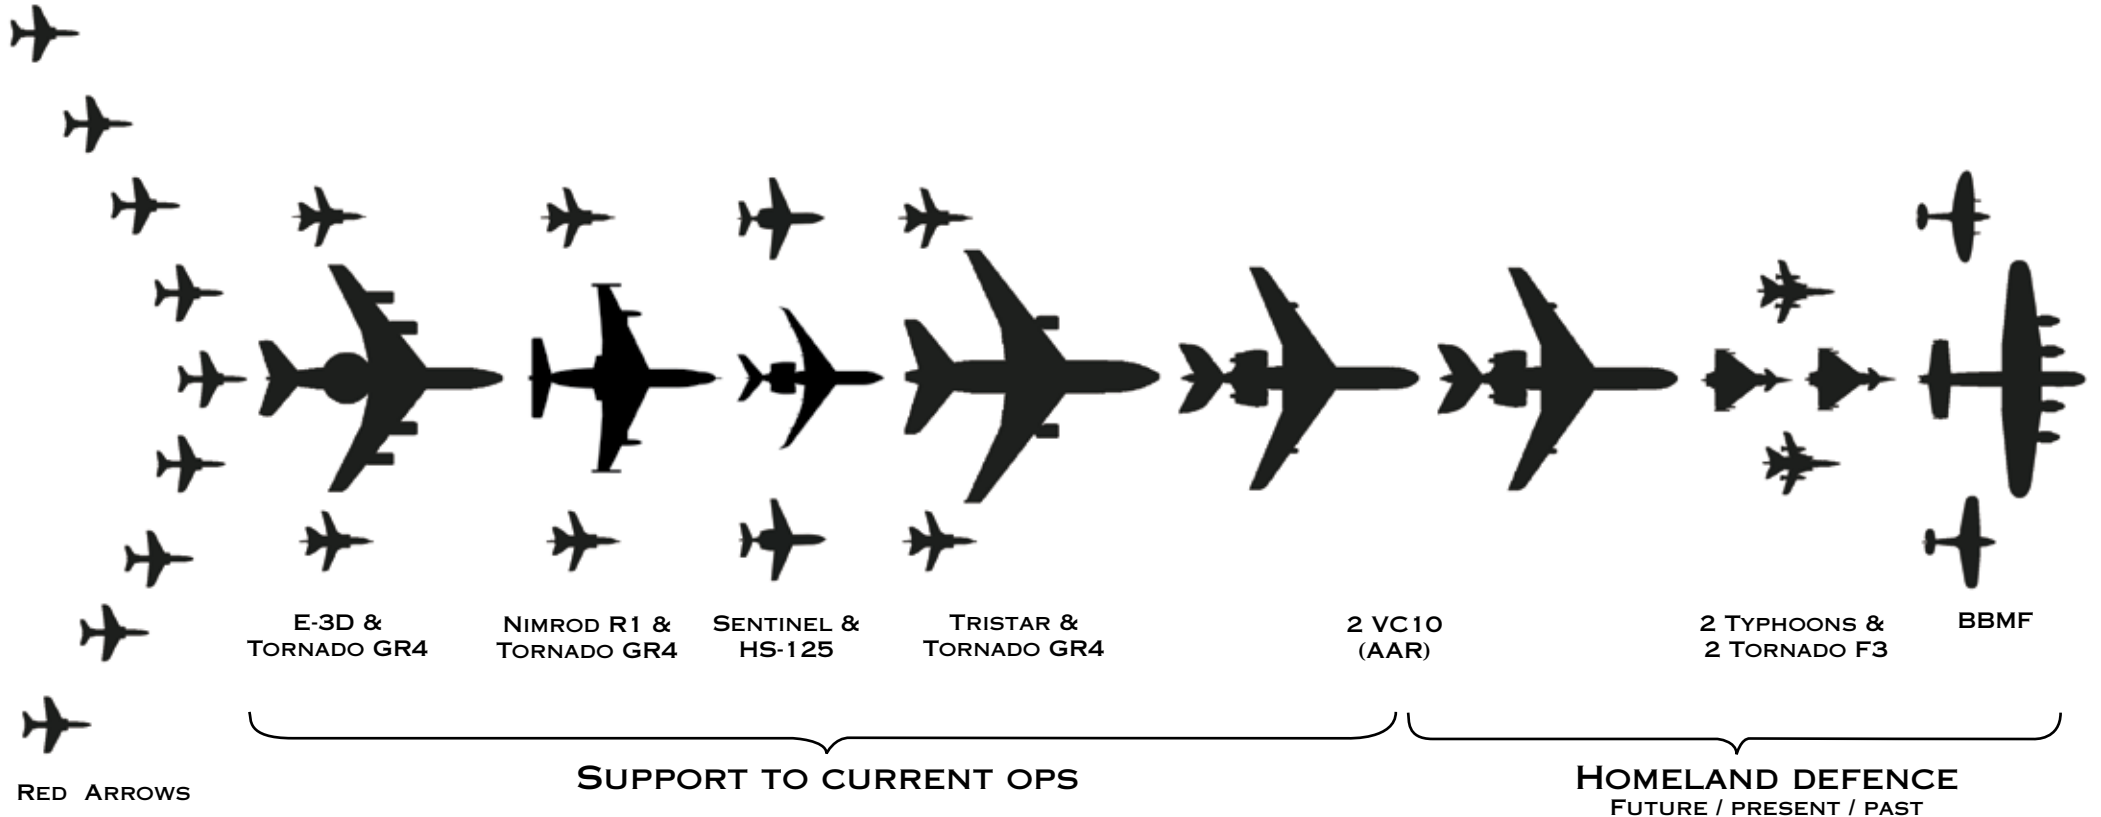 E-3D &
Tornado GR4
Nimrod R1 &
Tornado GR4
Sentinel &
HS-125
Tristar &
Tornado GR4
2 VC10
(AAR)
2 Typhoons &
2 Tornado F3
BBMF
Support to current ops
Homeland defence
Future / present / past
Red Arrows